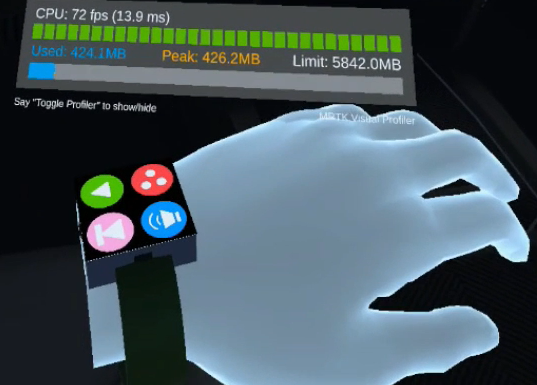 CPU: 72 fps (13.9 ms)
Used: 424.1MB Peak: 426.2MB Limit: 5842.0MB
Say "Toggle Profiler" to show/hide
MRTK Visual Profiler